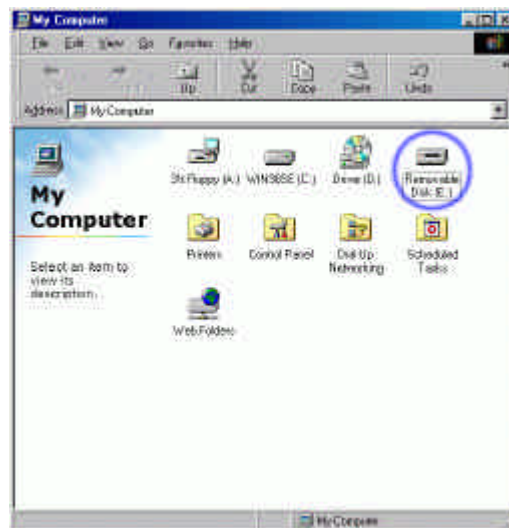 My Computer
File Edit View Go Favorites Help
Up Cut Copy Paste Undo
Address My Computer
My
Computer
Select an item to
view its
description.
3½ Floppy (A:) WIN98SE (C:) Drive (D:) Removable
Disk (E:)
Printers Control Panel Dial-Up
Networking Scheduled
Tasks
Web Folders
My Computer